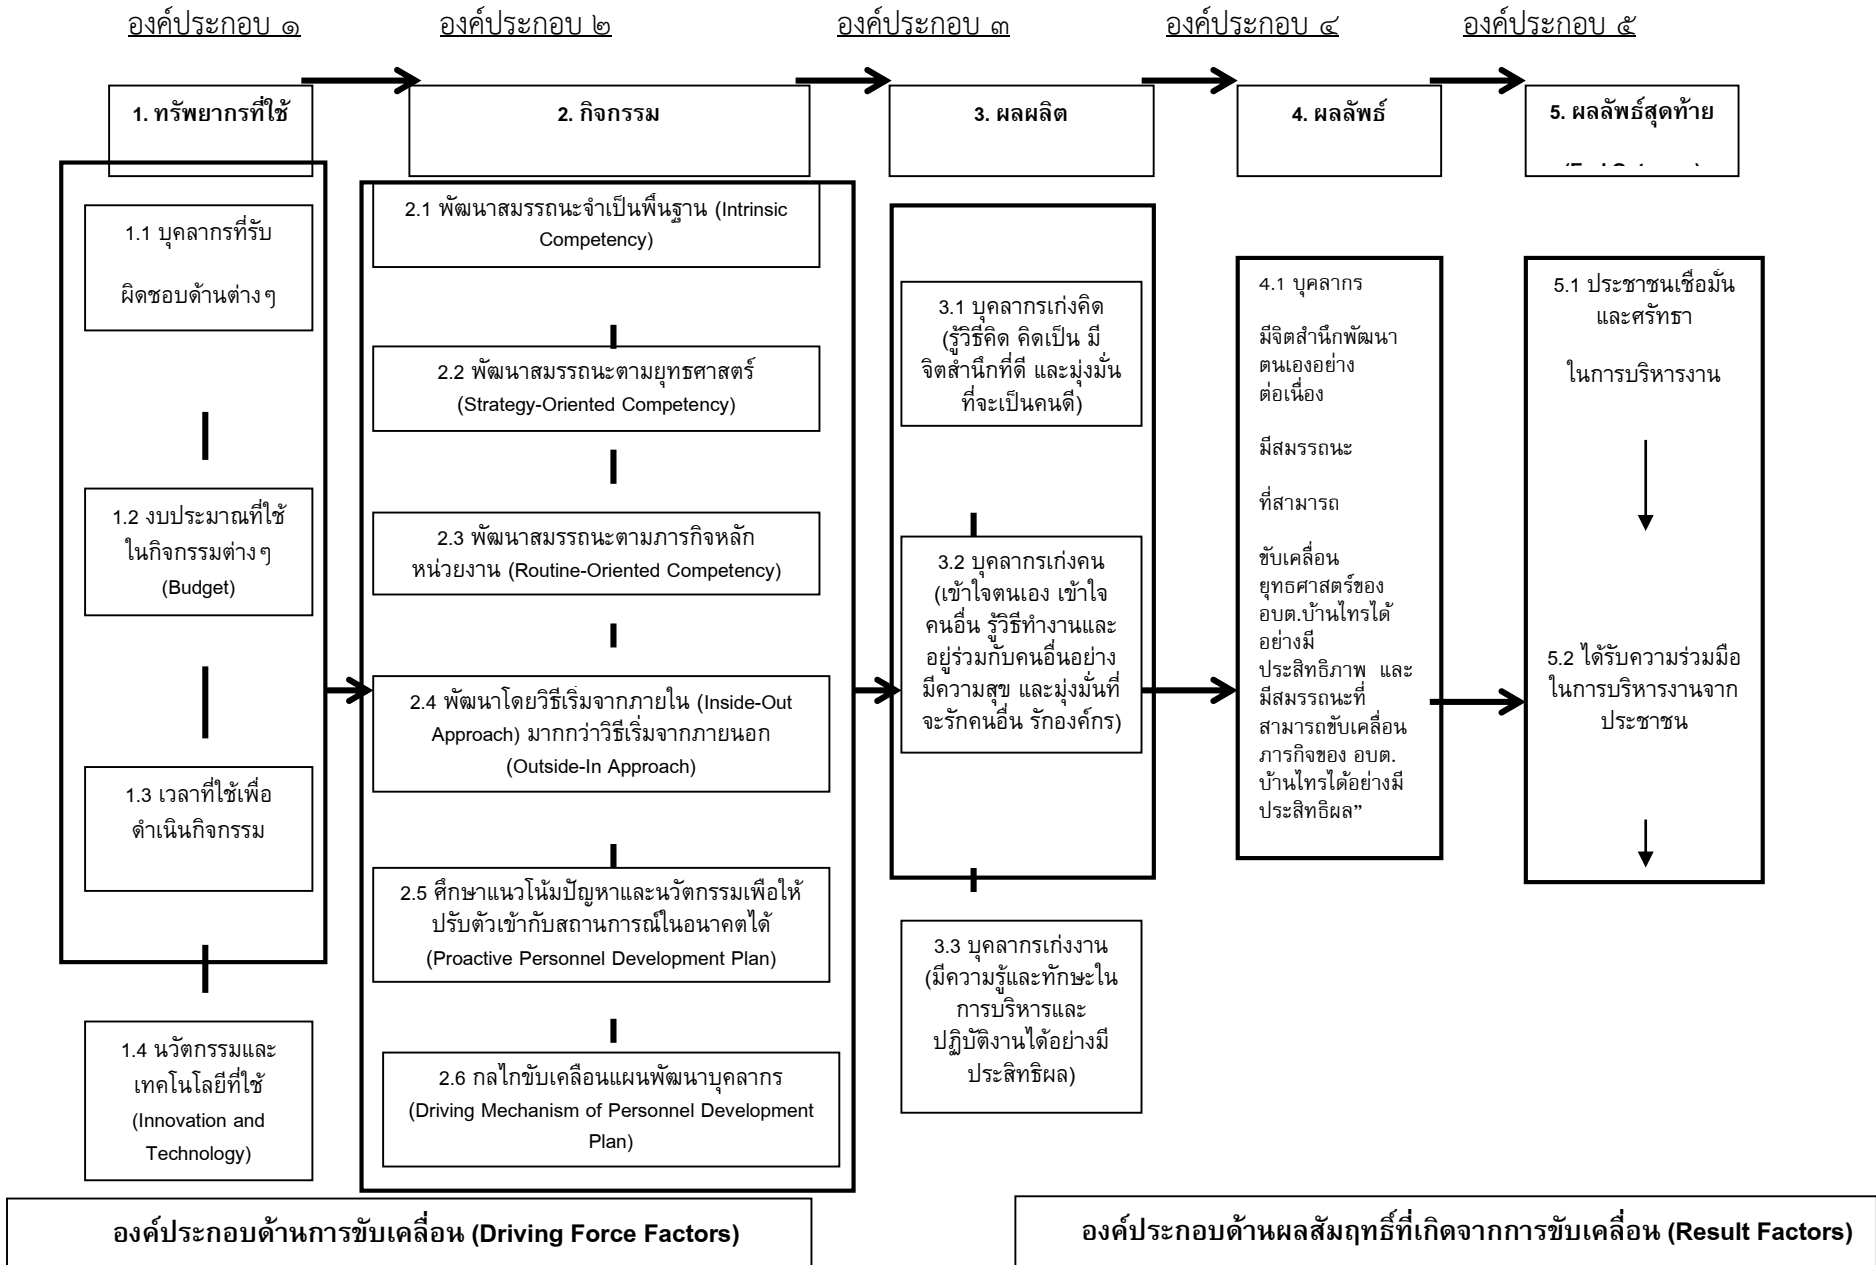 องค์ประกอบ ๑
องค์ประกอบ ๒
องค์ประกอบ ๓
องค์ประกอบ ๔
องค์ประกอบ ๕
1. ทรัพยากรที่ใช้
2. กิจกรรม
3. ผลผลิต
4. ผลลัพธ์
5. ผลลัพธ์สุดท้าย
1.1 บุคลากรที่รับ
ผิดชอบด้านต่างๆ
1.2 งบประมาณที่ใช้
ในกิจกรรมต่างๆ
(Budget)
1.3 เวลาที่ใช้เพื่อ
ดำเนินกิจกรรม
1.4 นวัตกรรมและ
เทคโนโลยีที่ใช้
(Innovation and
Technology)
2.1 พัฒนาสมรรถนะจำเป็นพื้นฐาน (Intrinsic
Competency)
2.2 พัฒนาสมรรถนะตามยุทธศาสตร์
(Strategy-Oriented Competency)
2.3 พัฒนาสมรรถนะตามภารกิจหลัก
หน่วยงาน (Routine-Oriented Competency)
2.4 พัฒนาโดยวิธีเริ่มจากภายใน (Inside-Out
Approach) มากกว่าวิธีเริ่มจากภายนอก
(Outside-In Approach)
2.5 ศึกษาแนวโน้มปัญหาและนวัตกรรมเพื่อให้
ปรับตัวเข้ากับสถานการณ์ในอนาคตได้
(Proactive Personnel Development Plan)
2.6 กลไกขับเคลื่อนแผนพัฒนาบุคลากร
(Driving Mechanism of Personnel Development
Plan)
3.1 บุคลากรเก่งคิด
(รู้วิธีคิด คิดเป็น มี
จิตสำนึกที่ดี และมุ่งมั่น
ที่จะเป็นคนดี)
3.2 บุคลากรเก่งคน
(เข้าใจตนเอง เข้าใจ
คนอื่น รู้วิธีทำงานและ
อยู่ร่วมกับคนอื่นอย่าง
มีความสุข และมุ่งมั่นที่
จะรักคนอื่น รักองค์กร)
3.3 บุคลากรเก่งงาน
(มีความรู้และทักษะใน
การบริหารและ
ปฏิบัติงานได้อย่างมี
ประสิทธิผล)
4.1 บุคลากร
มีจิตสำนึกพัฒนา
ตนเองอย่าง
ต่อเนื่อง
มีสมรรถนะ
ที่สามารถ
ขับเคลื่อน
ยุทธศาสตร์ของ
อบต.บ้านไทรได้
อย่างมี
ประสิทธิภาพ และ
มีสมรรถนะที่
สามารถขับเคลื่อน
ภารกิจของ อบต.
บ้านไทรได้อย่างมี
ประสิทธิผล”
5.1 ประชาชนเชื่อมั่น
และศรัทธา
ในการบริหารงาน
5.2 ได้รับความร่วมมือ
ในการบริหารงานจาก
ประชาชน
องค์ประกอบด้านการขับเคลื่อน (Driving Force Factors)
องค์ประกอบด้านผลสัมฤทธิ์ที่เกิดจากการขับเคลื่อน (Result Factors)